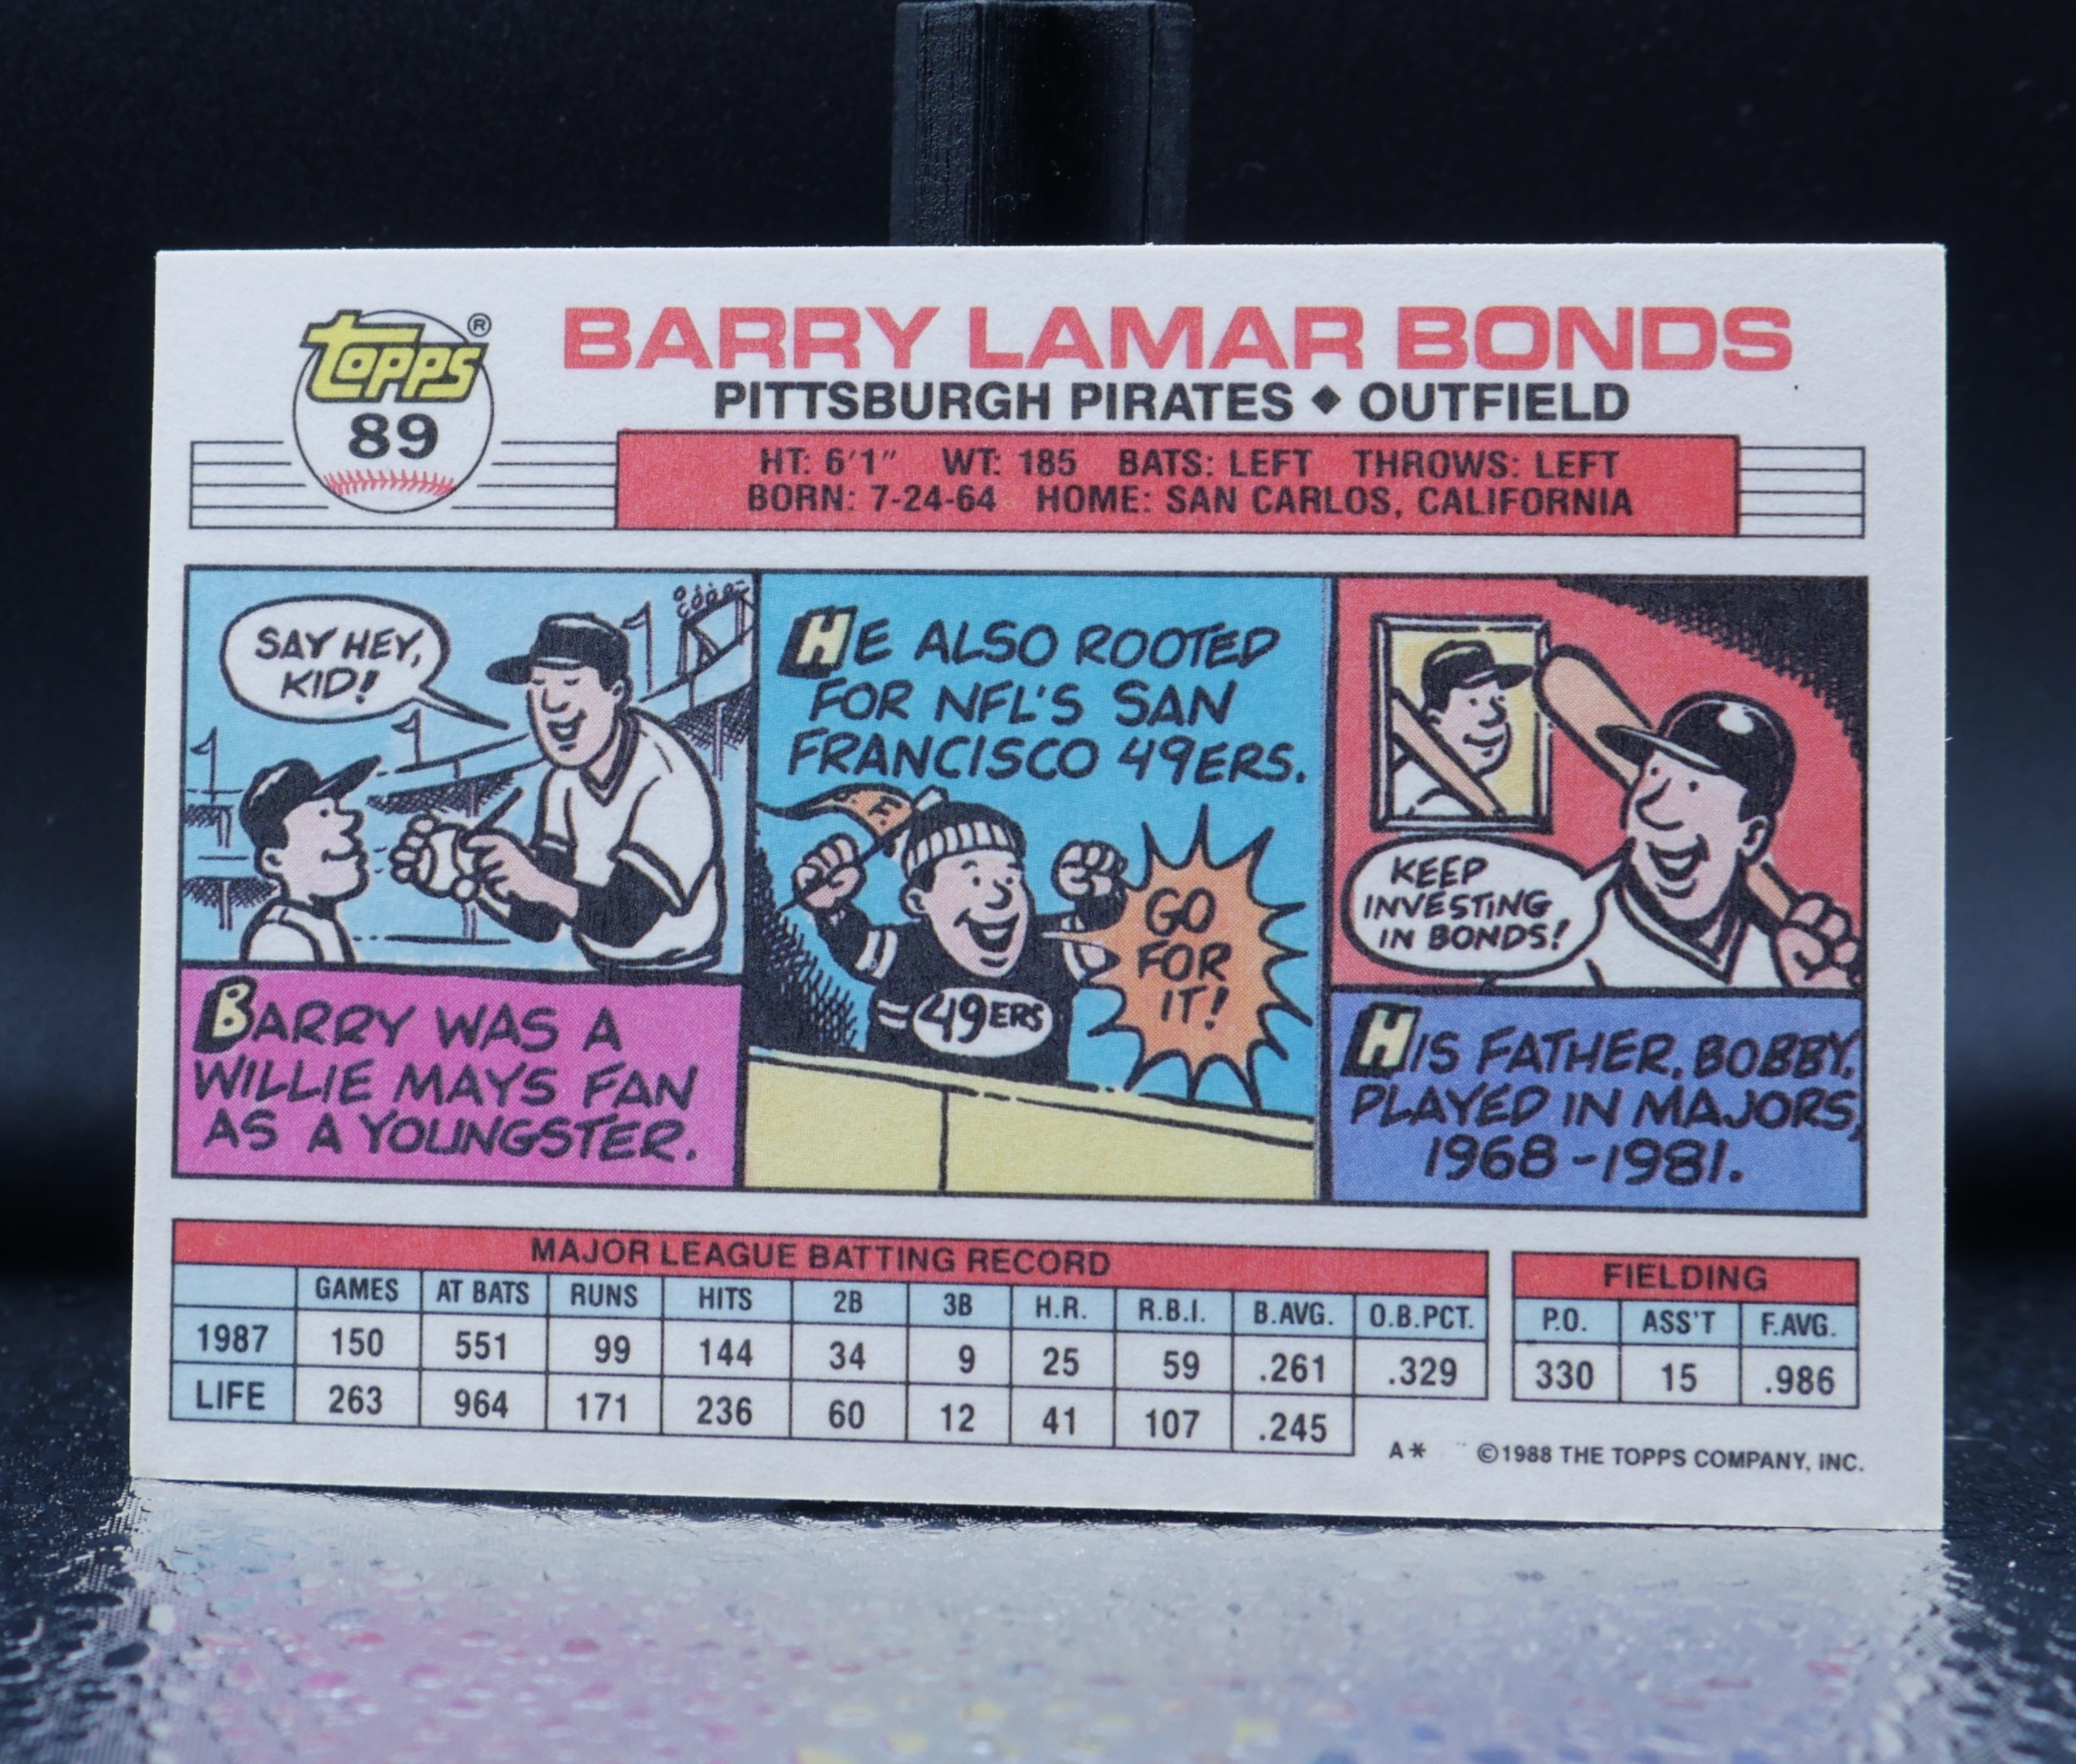 Topps®
89
BARRY LAMAR BONDS
PITTSBURGH PIRATES ◆ OUTFIELD
HT: 6'1" WT: 185 BATS: LEFT THROWS: LEFT
BORN: 7-24-64 HOME: SAN CARLOS, CALIFORNIA
SAY HEY,
KID!
BARRY WAS A
WILLIE MAYS FAN
AS A YOUNGSTER.
HE ALSO ROOTED
FOR NFL'S SAN
FRANCISCO 49ERS.
49ERS
GO
FOR
IT!
KEEP
INVESTING
IN BONDS!
HIS FATHER, BOBBY,
PLAYED IN MAJORS,
1968-1981.
MAJOR LEAGUE BATTING RECORD
GAMES AT BATS RUNS HITS 2B 3B H.R. R.B.I. B.AVG. O.B.PCT.
1987 150 551 99 144 34 9 25 59 .261 .329
LIFE 263 964 171 236 60 12 41 107 .245
FIELDING
P.O. ASS'T F.AVG.
330 15 .986
A* ©1988 THE TOPPS COMPANY, INC.